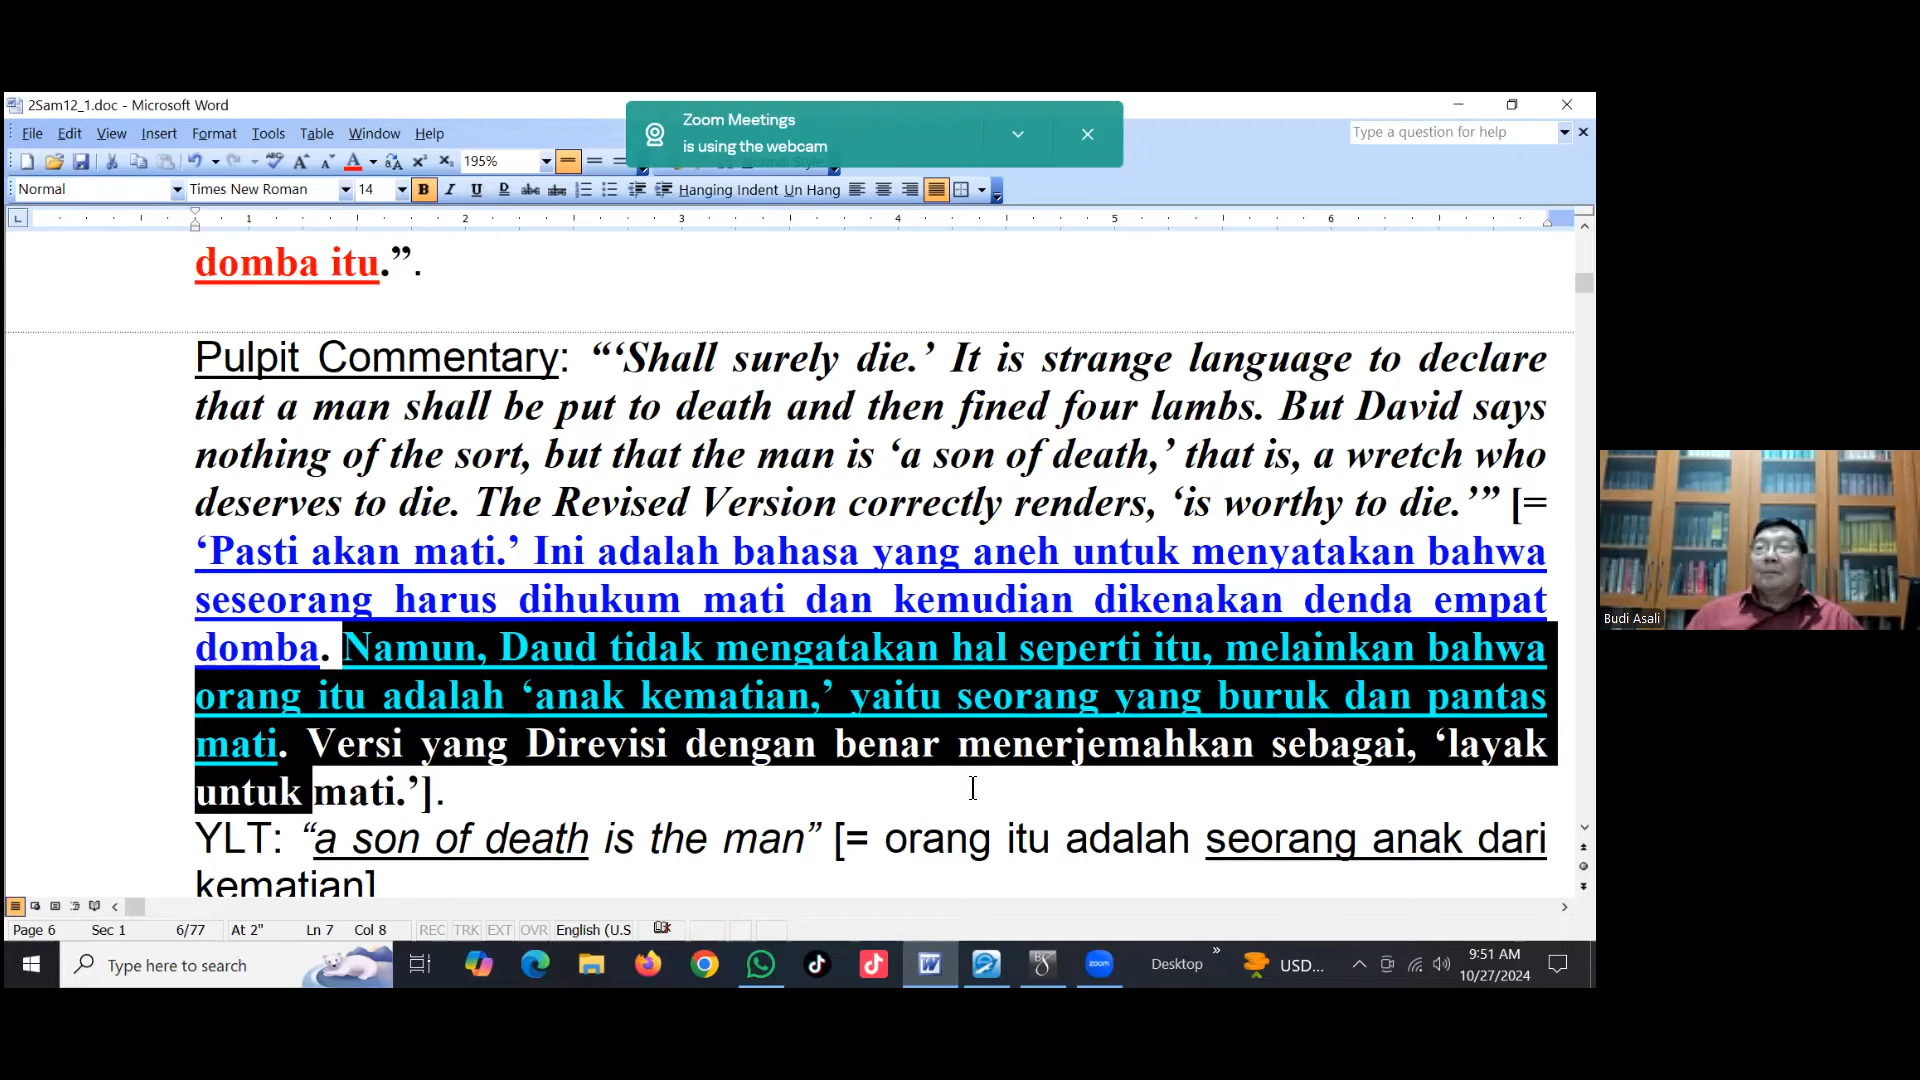 2Sam12_1.doc - Microsoft Word
Zoom Meetings
is using the webcam
File Edit View Insert Format Tools Table Window Help
Type a question for help
195%
Normal Times New Roman 14 B I U Hanging Indent Un Hang
1 2 3 4 5 6
domba itu.”.
Pulpit Commentary: “‘Shall surely die.’ It is strange language to declare
that a man shall be put to death and then fined four lambs. But David says
nothing of the sort, but that the man is ‘a son of death,’ that is, a wretch who
deserves to die. The Revised Version correctly renders, ‘is worthy to die.’” [=
‘Pasti akan mati.’ Ini adalah bahasa yang aneh untuk menyatakan bahwa
seseorang harus dihukum mati dan kemudian dikenakan denda empat
domba. Namun, Daud tidak mengatakan hal seperti itu, melainkan bahwa
orang itu adalah ‘anak kematian,’ yaitu seorang yang buruk dan pantas
mati. Versi yang Direvisi dengan benar menerjemahkan sebagai, ‘layak
untuk mati.’].
YLT: “a son of death is the man” [= orang itu adalah seorang anak dari
kematian]
Budi Asali
Page 6 Sec 1 6/77 At 2" Ln 7 Col 8 REC TRK EXT OVR English (U.S
Type here to search
zoom
Desktop
USD...
9:51 AM
10/27/2024